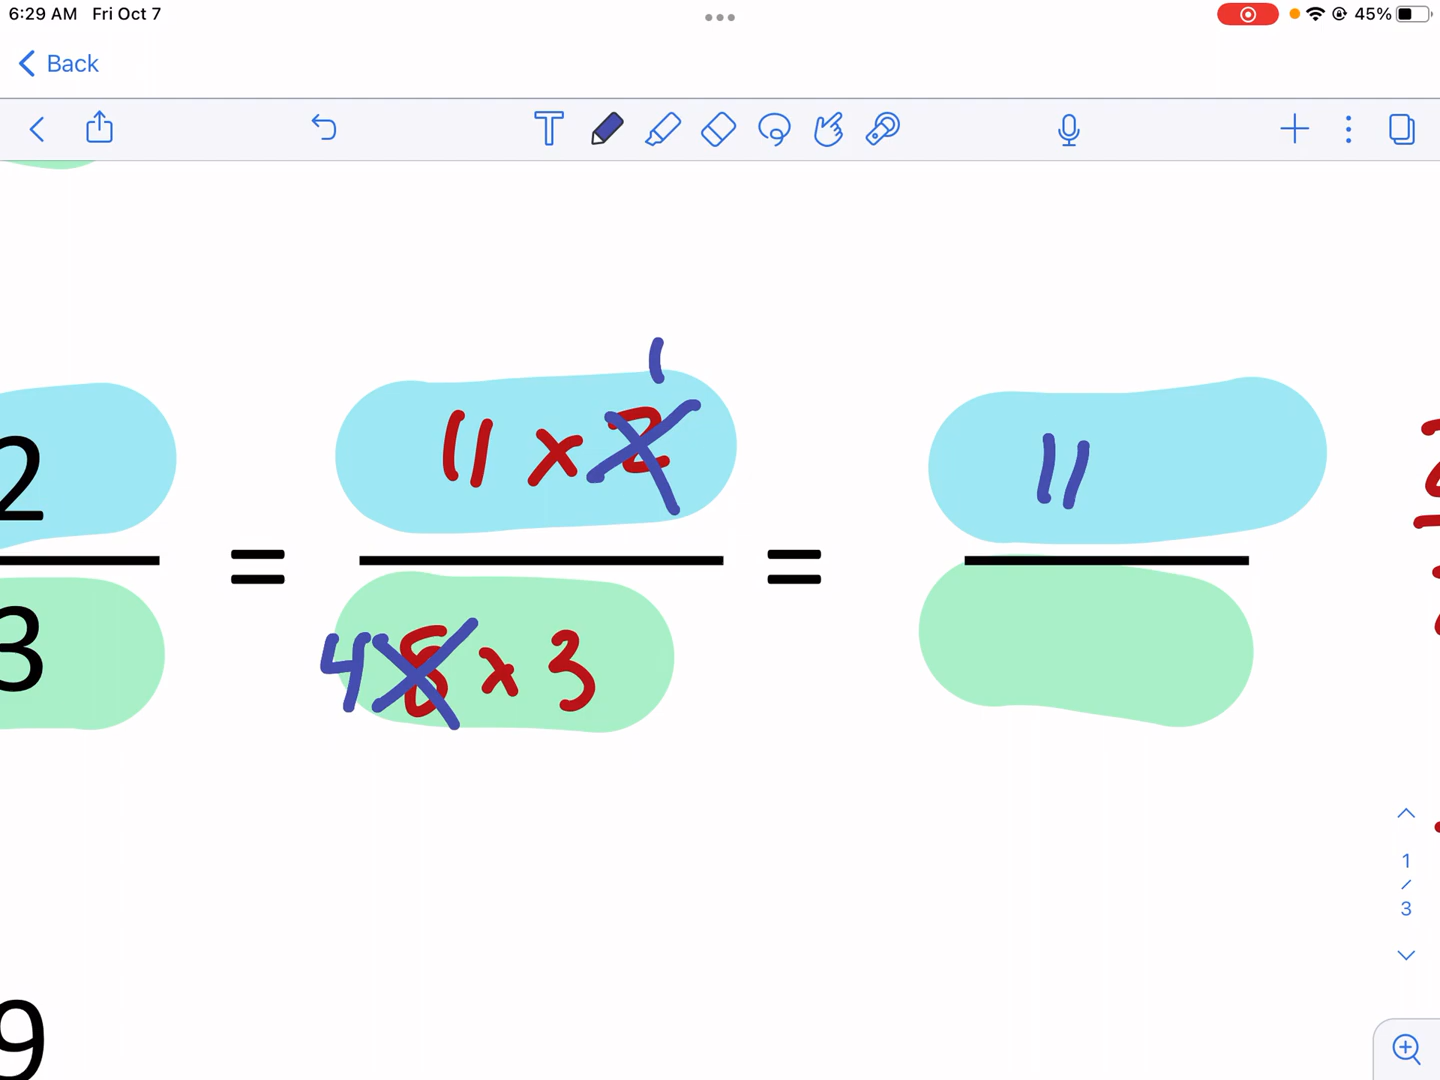 6:29 AM Fri Oct 7
45%
Back
T
1
2 = 11 x 2 = 11
3 4 8 x 3
1
/
3
9